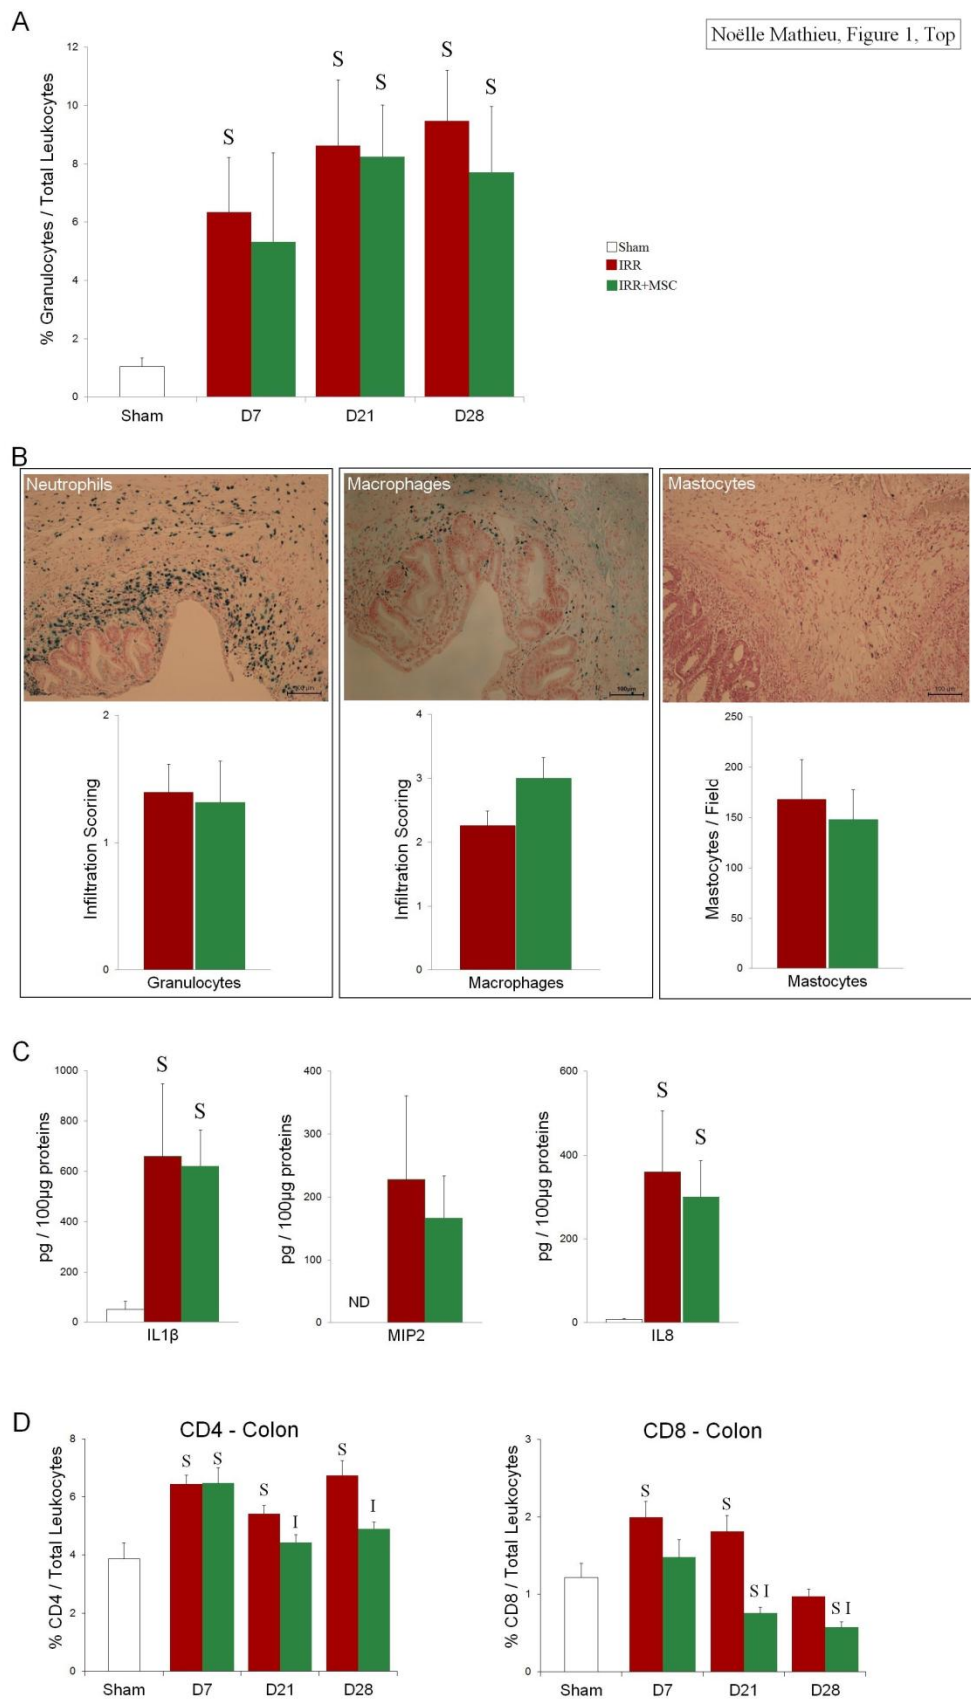 A
Noëlle Mathieu, Figure 1, Top
12
10
8
6
4
2
0
% Granulocytes / Total Leukocytes
S
S
S
S
S
Sham
D7
D21
D28
Sham
IRR
IRR+MSC
B
Neutrophils
100 µm
2
1
0
Infiltration Scoring
Granulocytes
Macrophages
100µm
4
3
2
1
0
Infiltration Scoring
Macrophages
Mastocytes
100 µm
250
200
150
100
50
0
Mastocytes / Field
Mastocytes
C
1000
800
600
400
200
0
pg / 100µg proteins
S
S
IL1β
400
300
200
100
0
pg / 100µg proteins
ND
MIP2
600
400
200
0
pg / 100µg proteins
S
S
IL8
D
CD4 - Colon
8
6
4
2
0
% CD4 / Total Leukocytes
S
S
S
I
S
I
Sham
D7
D21
D28
CD8 - Colon
3
2
1
0
% CD8 / Total Leukocytes
S
S
S I
S I
Sham
D7
D21
D28